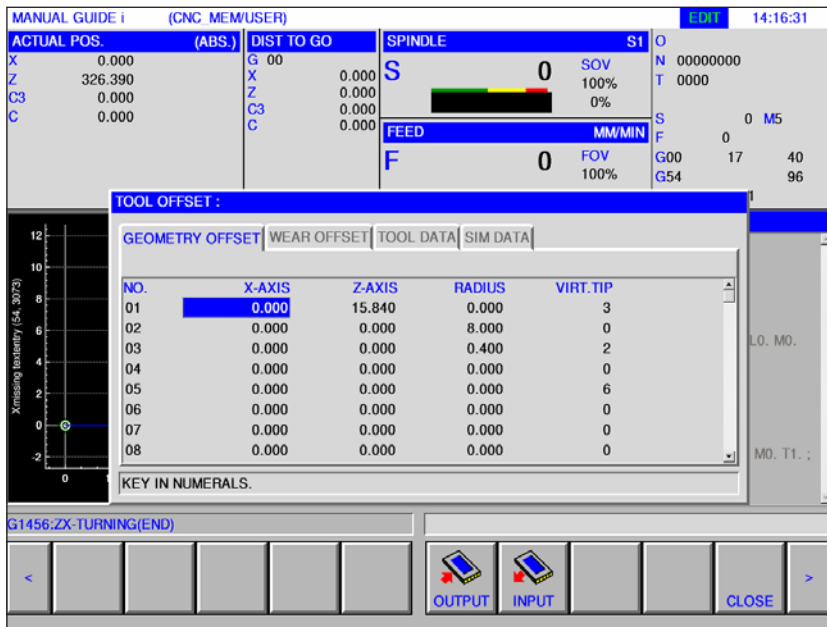 MANUAL GUIDE i (CNC_MEM/USER) EDIT 14:16:31
ACTUAL POS. (ABS.) DIST TO GO SPINDLE S1 O
X 0.000 G 00 N 00000000
Z 326.390 X 0.000 S 0 SOV T 0000
C3 0.000 Z 0.000 100%
C 0.000 C3 0.000 0%
C 0.000 S 0 M5
FEED MM/MIN F 0
F 0 FOV G00 17 40
100% G54 96
TOOL OFFSET : 1
GEOMETRY OFFSET WEAR OFFSET TOOL DATA SIM DATA
NO. X-AXIS Z-AXIS RADIUS VIRT.TIP
01 0.000 15.840 0.000 3
02 0.000 0.000 8.000 0
03 0.000 0.000 0.400 2
04 0.000 0.000 0.000 0
05 0.000 0.000 0.000 6
06 0.000 0.000 0.000 0
07 0.000 0.000 0.000 0
08 0.000 0.000 0.000 0
KEY IN NUMERALS.
12
10
8
6
4
2
0
-2
0
Xmissing textentry (54, 3073)
L0. M0.
M0. T1. ;
G1456:ZX-TURNING(END)
< OUTPUT INPUT CLOSE >